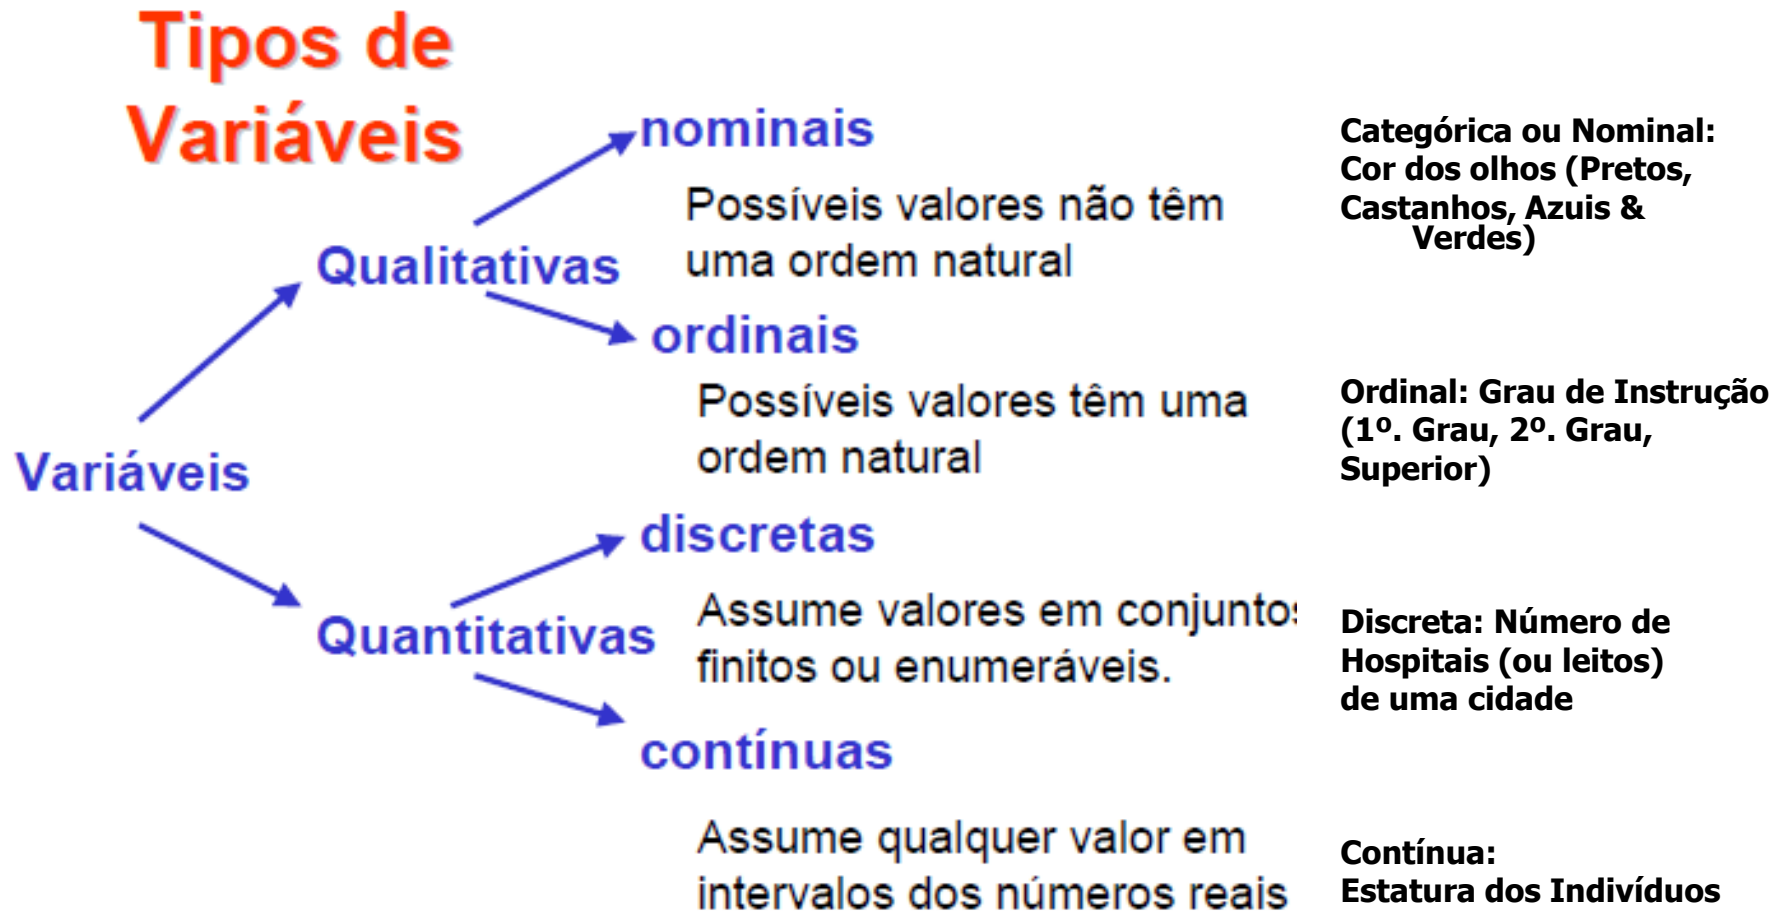 Tipos de
Variáveis
nominais
Possíveis valores não têm
uma ordem natural
Categórica ou Nominal:
Cor dos olhos (Pretos,
Castanhos, Azuis &
Verdes)
Qualitativas
ordinais
Possíveis valores têm uma
ordem natural
Ordinal: Grau de Instrução
(1º. Grau, 2º. Grau,
Superior)
Variáveis
discretas
Assume valores em conjuntos
finitos ou enumeráveis.
Discreta: Número de
Hospitais (ou leitos)
de uma cidade
Quantitativas
contínuas
Assume qualquer valor em
intervalos dos números reais
Contínua:
Estatura dos Indivíduos